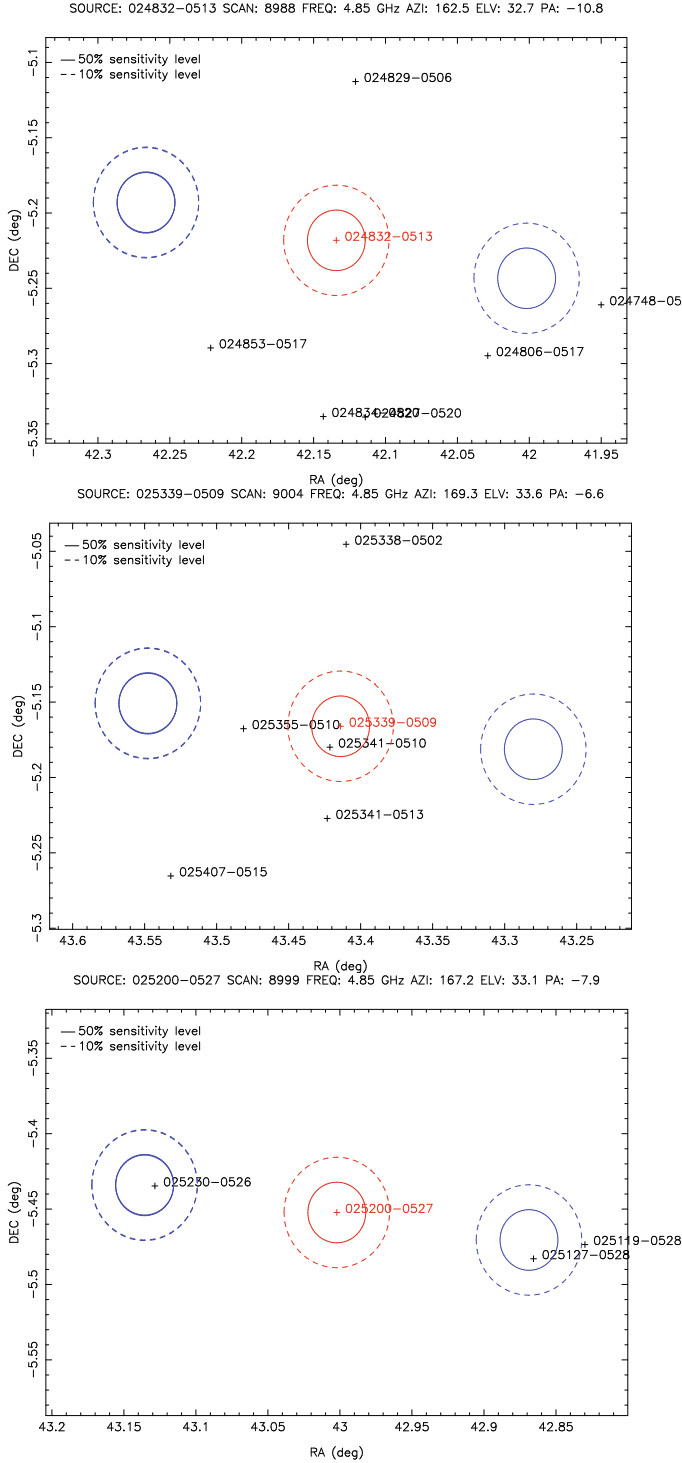 SOURCE: 024832−0513 SCAN: 8988 FREQ: 4.85 GHz AZI: 162.5 ELV: 32.7 PA: −10.8
50% sensitivity level
10% sensitivity level
024829−0506
024832−0513
024748−05
024853−0517
024806−0517
024834−0520
024827−0520
DEC (deg)
−5.1
−5.15
−5.2
−5.25
−5.3
−5.35
42.3 42.25 42.2 42.15 42.1 42.05 42 41.95
RA (deg)
SOURCE: 025339−0509 SCAN: 9004 FREQ: 4.85 GHz AZI: 169.3 ELV: 33.6 PA: −6.6
50% sensitivity level
10% sensitivity level
025338−0502
025355−0510
025339−0509
025341−0510
025341−0513
025407−0515
DEC (deg)
−5.05
−5.1
−5.15
−5.2
−5.25
−5.3
43.6 43.55 43.5 43.45 43.4 43.35 43.3 43.25
RA (deg)
SOURCE: 025200−0527 SCAN: 8999 FREQ: 4.85 GHz AZI: 167.2 ELV: 33.1 PA: −7.9
50% sensitivity level
10% sensitivity level
025230−0526
025200−0527
025119−0528
025127−0528
DEC (deg)
−5.35
−5.4
−5.45
−5.5
−5.55
43.2 43.15 43.1 43.05 43 42.95 42.9 42.85
RA (deg)